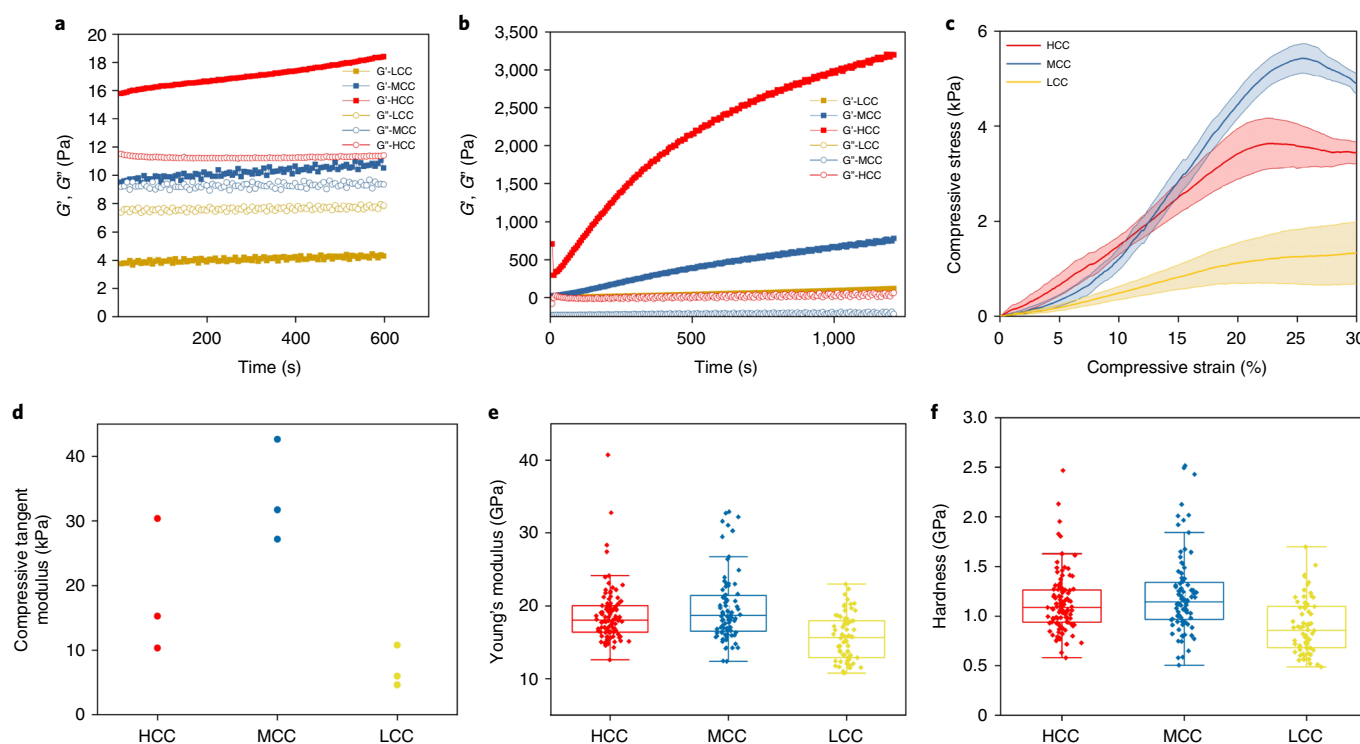 a
20
18
16
14
12
10
8
6
4
2
0
G', G" (Pa)
200
400
600
Time (s)
G'-LCC
G'-MCC
G'-HCC
G"-LCC
G"-MCC
G"-HCC
b
3,500
3,000
2,500
2,000
1,500
1,000
500
0
G', G" (Pa)
0
500
1,000
Time (s)
G'-LCC
G'-MCC
G'-HCC
G"-LCC
G"-MCC
G"-HCC
c
HCC
MCC
LCC
6
4
2
0
Compressive stress (kPa)
0
5
10
15
20
25
30
Compressive strain (%)
d
40
30
20
10
0
Compressive tangent
modulus (kPa)
HCC
MCC
LCC
e
40
30
20
10
Young's modulus (GPa)
HCC
MCC
LCC
f
3.0
2.5
2.0
1.5
1.0
0.5
0
Hardness (GPa)
HCC
MCC
LCC